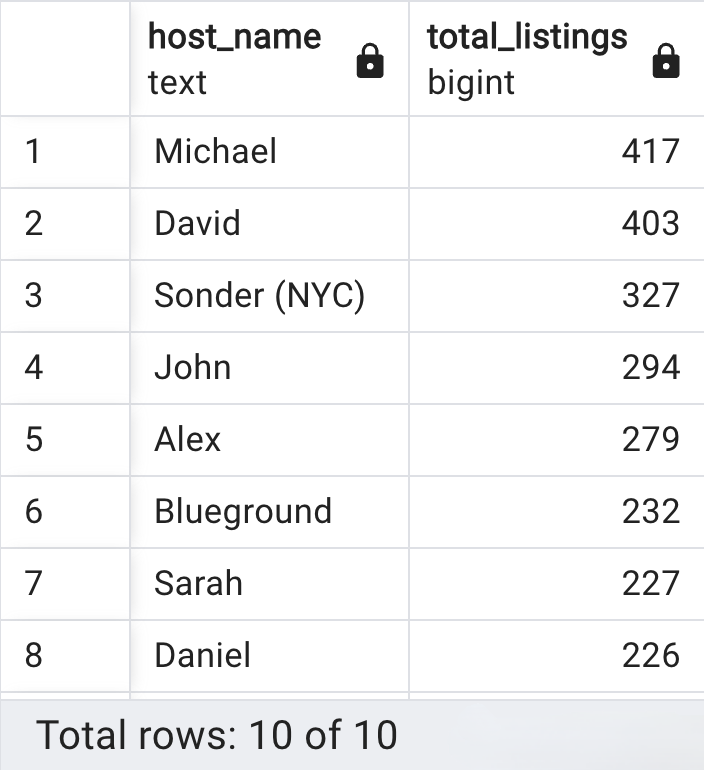 host_name total_listings
text bigint
1 Michael 417
2 David 403
3 Sonder (NYC) 327
4 John 294
5 Alex 279
6 Blueground 232
7 Sarah 227
8 Daniel 226
Total rows: 10 of 10